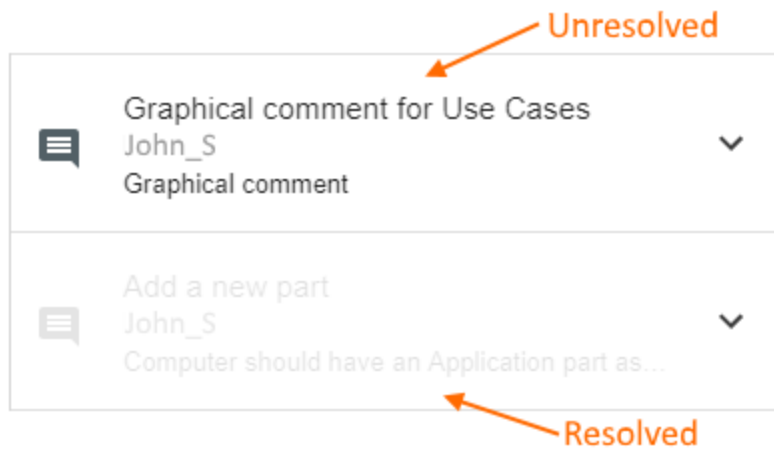 Unresolved
Graphical comment for Use Cases
John_S
Graphical comment
Add a new part
John_S
Computer should have an Application part as...
Resolved